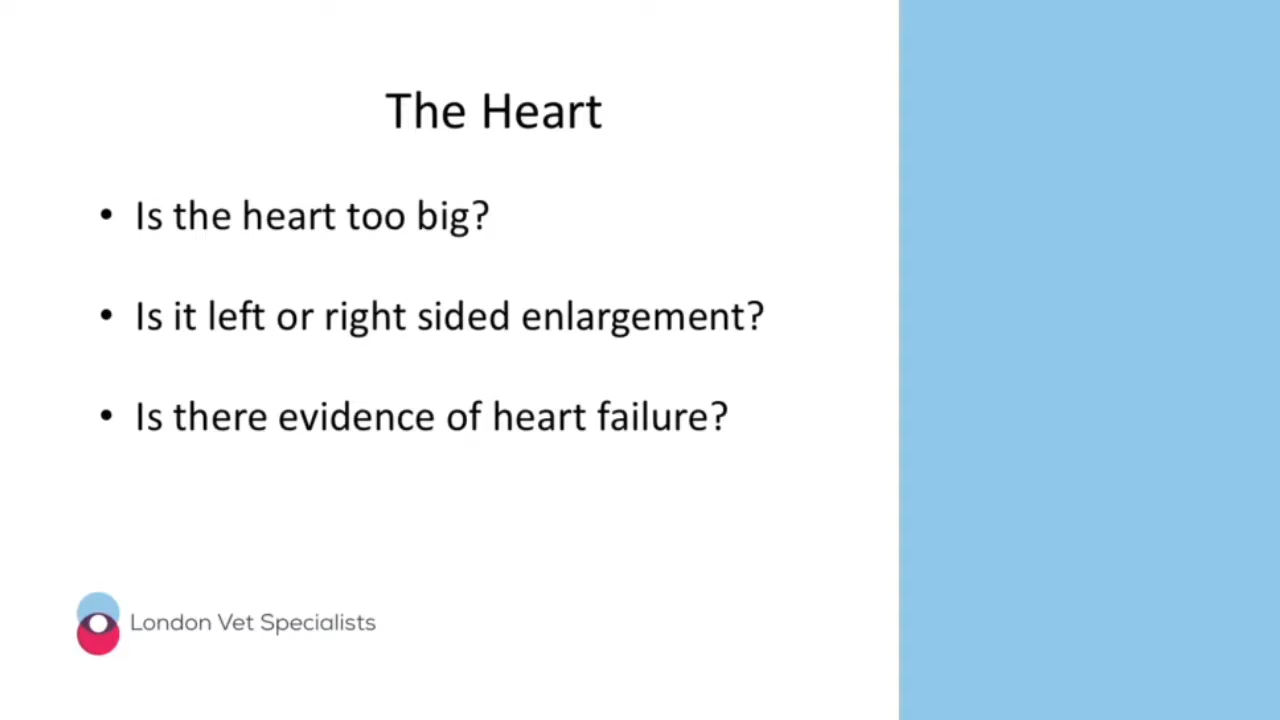 The Heart
• Is the heart too big?
• Is it left or right sided enlargement?
• Is there evidence of heart failure?
London Vet Specialists